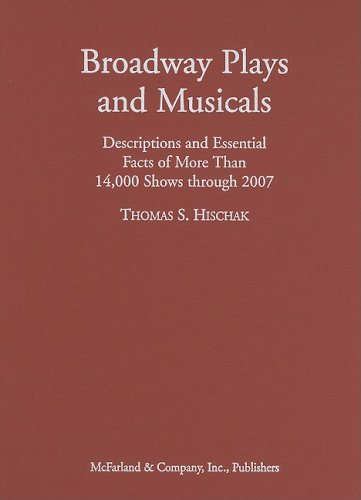 Broadway Plays
and Musicals
Descriptions and Essential
Facts of More Than
14,000 Shows through 2007
THOMAS S. HISCHAK
McFarland & Company, Inc., Publishers